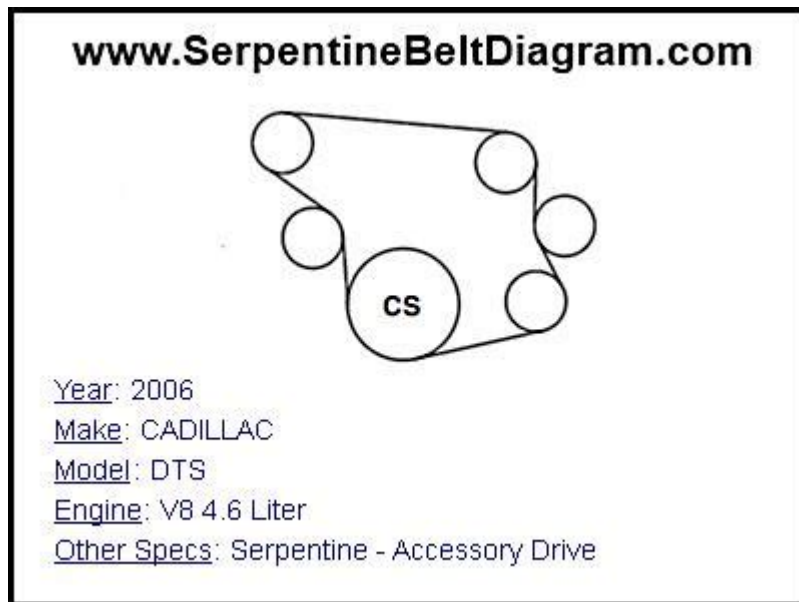 www.SerpentineBeltDiagram.com
CS
Year: 2006
Make: CADILLAC
Model: DTS
Engine: V8 4.6 Liter
Other Specs: Serpentine - Accessory Drive